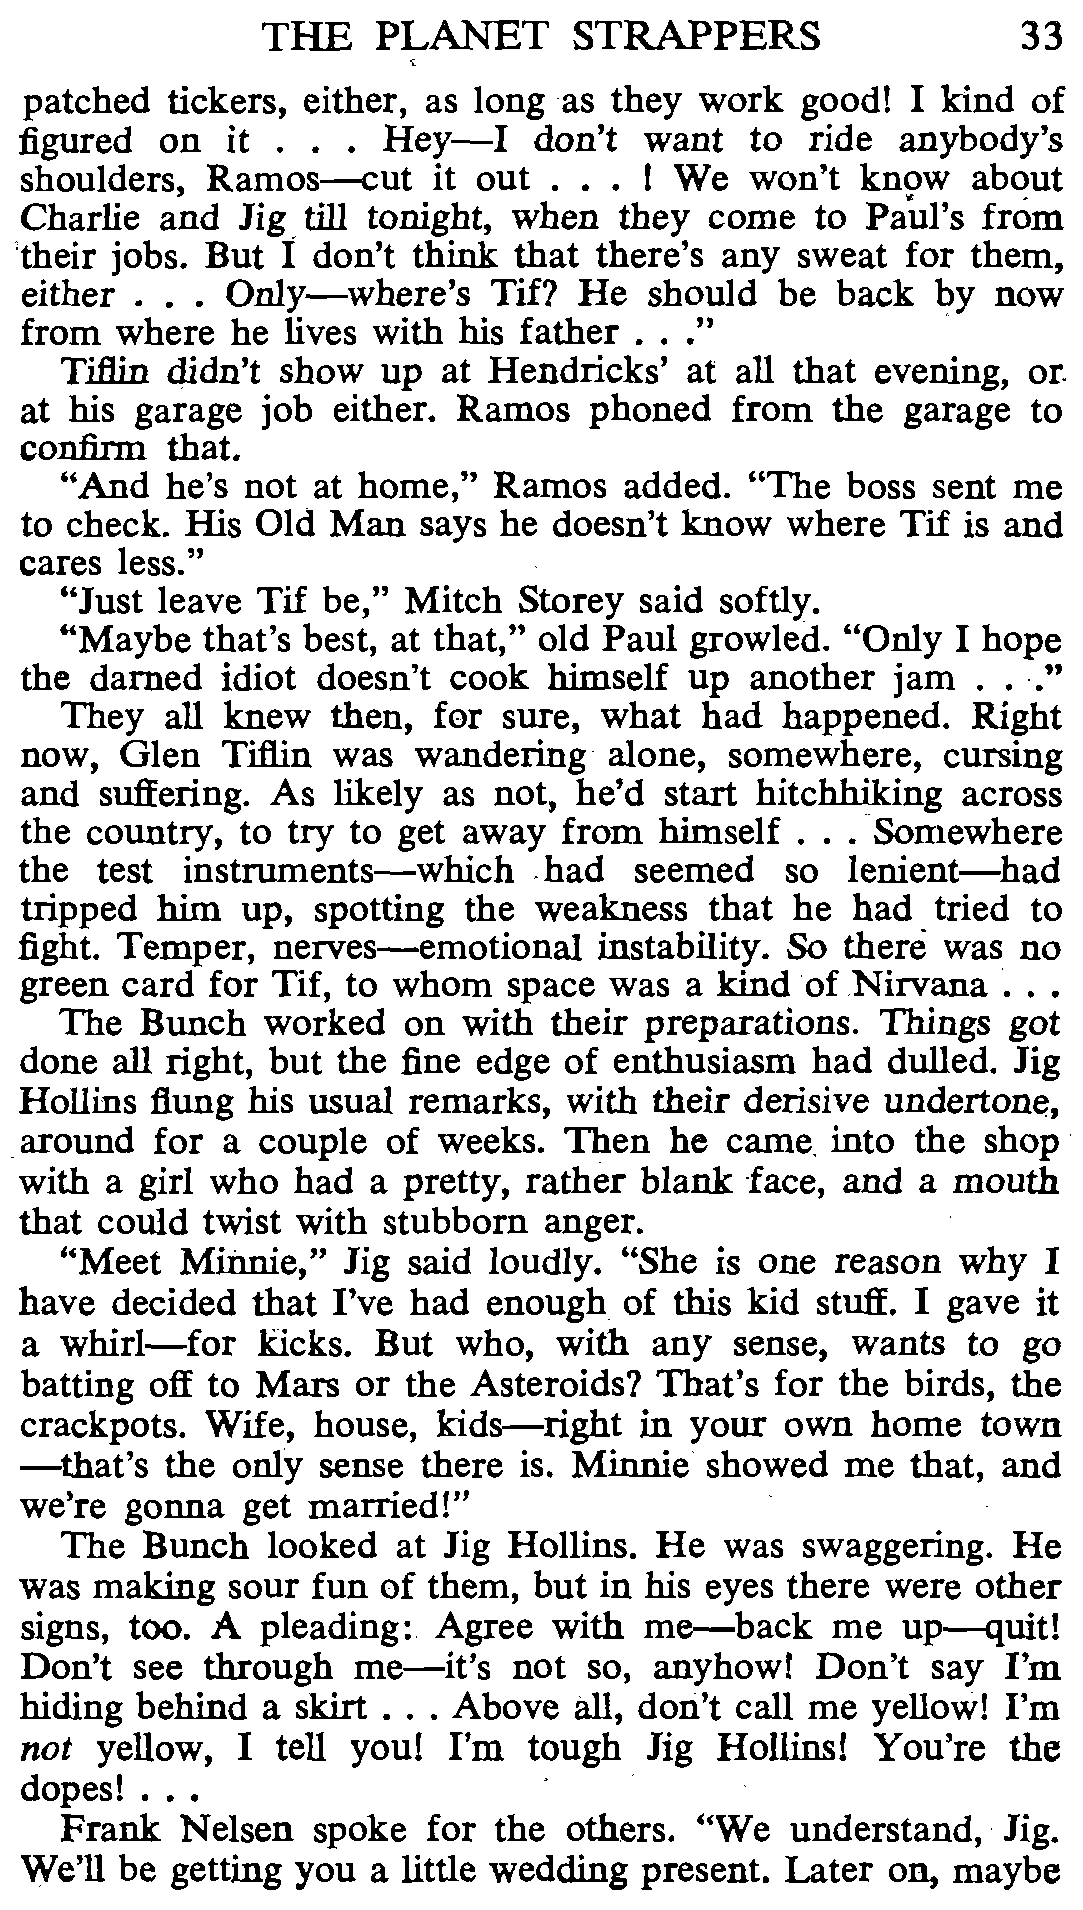 THE PLANET STRAPPERS 33
patched tickers, either, as long as they work good! I kind of
figured on it . . . Hey—I don't want to ride anybody's
shoulders, Ramos—cut it out . . . ! We won't know about
Charlie and Jig till tonight, when they come to Paul's from
their jobs. But I don't think that there's any sweat for them,
either . . . Only—where's Tif? He should be back by now
from where he lives with his father . . ."
Tiflin didn't show up at Hendricks' at all that evening, or
at his garage job either. Ramos phoned from the garage to
confirm that.
"And he's not at home," Ramos added. "The boss sent me
to check. His Old Man says he doesn't know where Tif is and
cares less."
"Just leave Tif be," Mitch Storey said softly.
"Maybe that's best, at that," old Paul growled. "Only I hope
the darned idiot doesn't cook himself up another jam . . ."
They all knew then, for sure, what had happened. Right
now, Glen Tiflin was wandering alone, somewhere, cursing
and suffering. As likely as not, he'd start hitchhiking across
the country, to try to get away from himself . . . Somewhere
the test instruments—which had seemed so lenient—had
tripped him up, spotting the weakness that he had tried to
fight. Temper, nerves—emotional instability. So there was no
green card for Tif, to whom space was a kind of Nirvana . . .
The Bunch worked on with their preparations. Things got
done all right, but the fine edge of enthusiasm had dulled. Jig
Hollins flung his usual remarks, with their derisive undertone,
around for a couple of weeks. Then he came into the shop
with a girl who had a pretty, rather blank face, and a mouth
that could twist with stubborn anger.
"Meet Minnie," Jig said loudly. "She is one reason why I
have decided that I've had enough of this kid stuff. I gave it
a whirl—for kicks. But who, with any sense, wants to go
batting off to Mars or the Asteroids? That's for the birds, the
crackpots. Wife, house, kids—right in your own home town
—that's the only sense there is. Minnie showed me that, and
we're gonna get married!"
The Bunch looked at Jig Hollins. He was swaggering. He
was making sour fun of them, but in his eyes there were other
signs, too. A pleading: Agree with me—back me up—quit!
Don't see through me—it's not so, anyhow! Don't say I'm
hiding behind a skirt . . . Above all, don't call me yellow! I'm
not yellow, I tell you! I'm tough Jig Hollins! You're the
dopes! . . .
Frank Nelsen spoke for the others. "We understand, Jig.
We'll be getting you a little wedding present. Later on, maybe